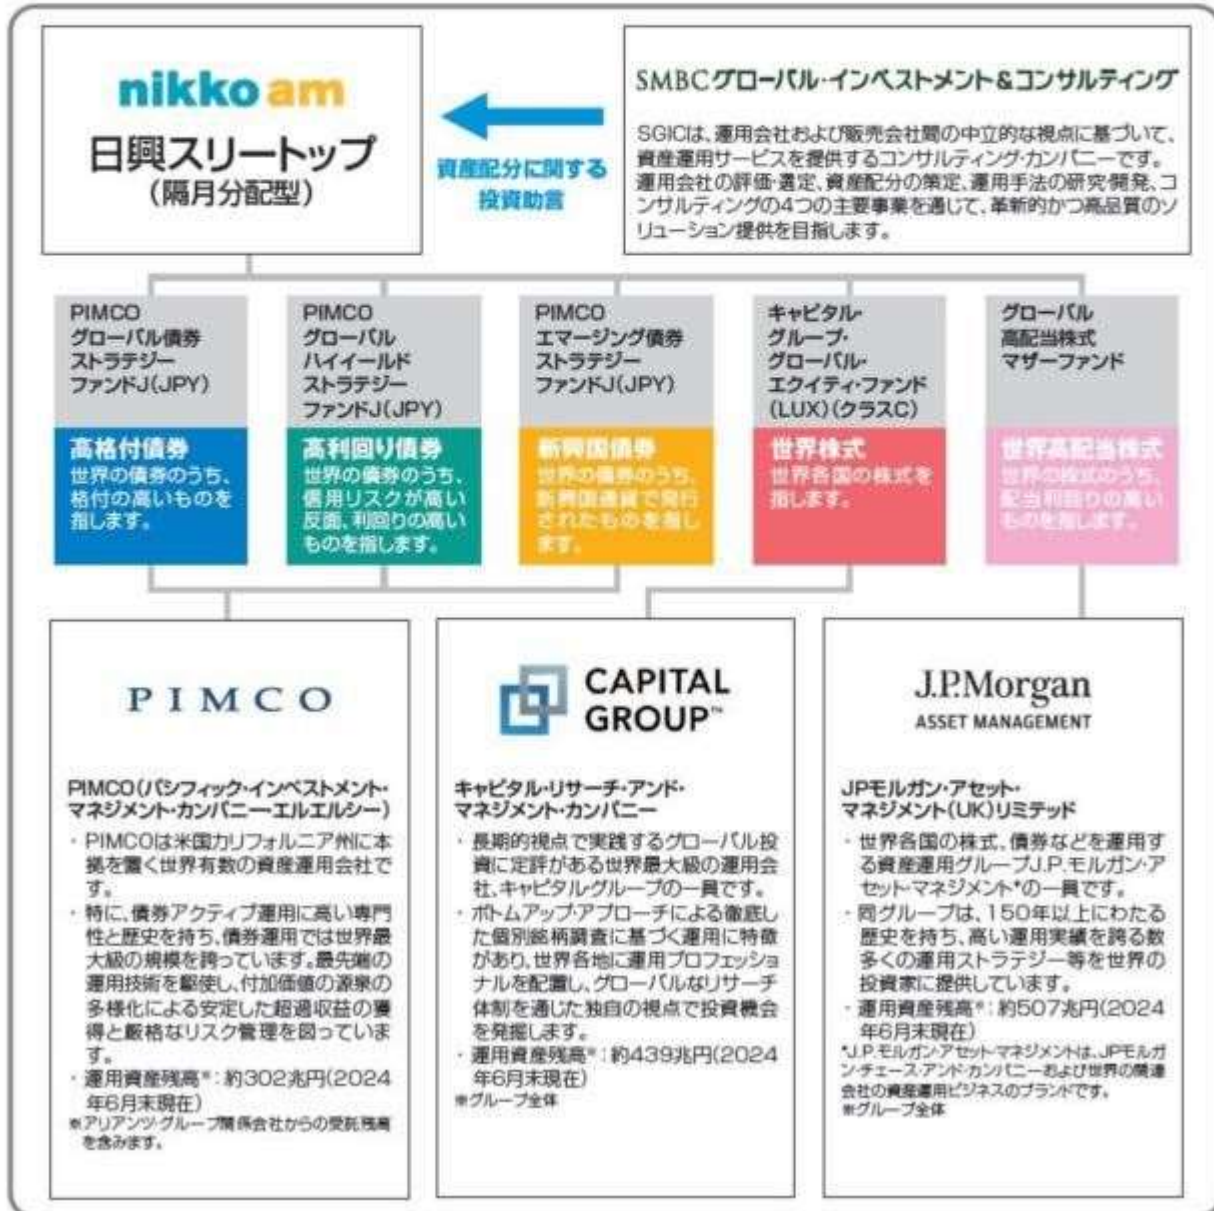 nikko am
日興スリートップ
(隔月分配型)
資産配分に関する
投資助言
SMBCグローバル・インベストメント&コンサルティング
SGICは、運用会社および販売会社間の中立的な視点に基づいて、
資産運用サービスを提供するコンサルティング・カンパニーです。
運用会社の評価・選定、資産配分の策定、運用手法の研究・開発、コ
ンサルティングの4つの主要事業を通じて、革新的かつ高品質のソ
リューション提供を目指します。
PIMCO
グローバル債券
ストラテジー
ファンドJ(JPY)
高格付債券
世界の債券のうち、
格付の高いものを
指します。
PIMCO
グローバル
ハイイールド
ストラテジー
ファンドJ(JPY)
高利回り債券
世界の債券のうち、
信用リスクが高い
反面、利回りの高い
ものを指します。
PIMCO
エマージング債券
ストラテジー
ファンドJ(JPY)
新興国債券
世界の債券のうち、
新興国通貨で発行
されたものを指し
ます。
キャピタル・
グループ・
グローバル・
エクイティ・ファンド
(LUX)(クラスC)
世界株式
世界各国の株式を
指します。
グローバル
高配当株式
マザーファンド
世界高配当株式
世界の株式のうち、
配当利回りの高い
ものを指します。
PIMCO
PIMCO(パシフィック・インベストメント・
マネジメント・カンパニー・エルエルシー)
・PIMCOは米国カリフォルニア州に本
拠を置く世界有数の資産運用会社で
す。
・特に、債券アクティブ運用に高い専門
性と歴史を持ち、債券運用では世界最
大級の規模を誇っています。最先端の
運用技術を駆使し、付加価値の源泉の
多様化による安定した超過収益の獲
得と厳格なリスク管理を図っていま
す。
・運用資産残高※:約302兆円(2024
年6月末現在)
※アリアンツ・グループ関係会社からの受託残高
を含みます。
CAPITAL
GROUP™
キャピタル・リサーチ・アンド・
マネジメント・カンパニー
・長期的視点で実践するグローバル投
資に定評がある世界最大級の運用会
社、キャピタルグループの一員です。
・ボトムアップ・アプローチによる徹底し
た個別銘柄調査に基づく運用に特徴
があり、世界各地に運用プロフェッショ
ナルを配置し、グローバルなリサーチ
体制を通じた独自の視点で投資機会
を発掘します。
・運用資産残高※:約439兆円(2024
年6月末現在)
※グループ全体
J.P.Morgan
ASSET MANAGEMENT
JPモルガン・アセット・
マネジメント(UK)リミテッド
・世界各国の株式、債券などを運用す
る資産運用グループJ.P.モルガン・ア
セット・マネジメント*の一員です。
・同グループは、150年以上にわたる
歴史を持ち、高い運用実績を誇る数
多くの運用ストラテジー等を世界の
投資家に提供しています。
・運用資産残高※:約507兆円(2024
年6月末現在)
*J.P.モルガン・アセット・マネジメントは、JPモルガ
ン・チェース・アンド・カンパニーおよび世界の関連
会社の資産運用ビジネスのブランドです。
※グループ全体